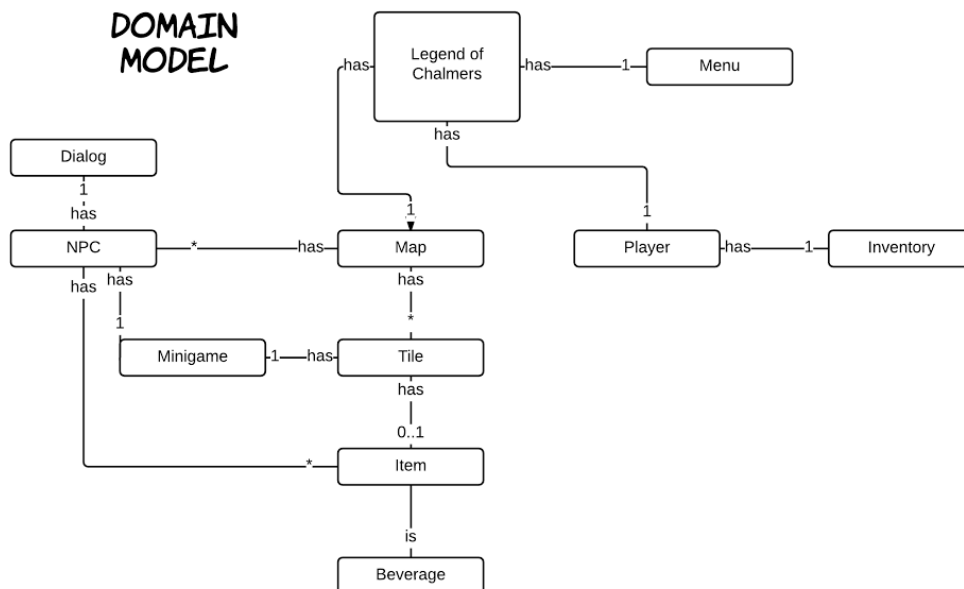 DOMAIN
MODEL
Legend of
Chalmers
has
has
1
Menu
has
Dialog
1
has
1
1
NPC
*
has
Map
Player
has
1
Inventory
has
has
has
1
*
Minigame
1
has
Tile
has
0..1
*
Item
is
Beverage